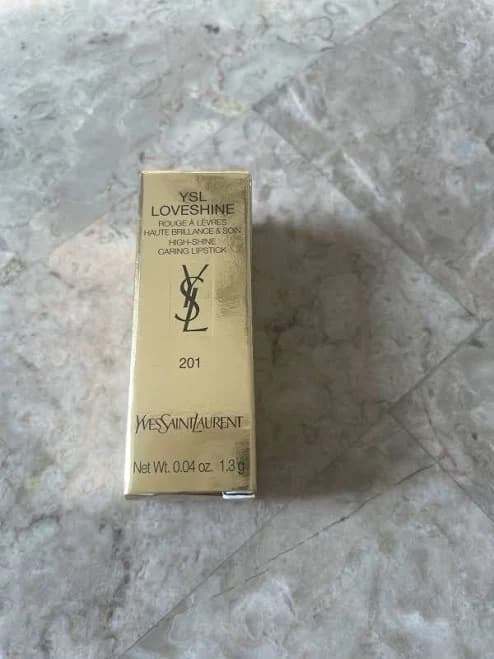 YSL
LOVESHINE
ROUGE À LÈVRES
HAUTE BRILLANCE & SOIN
HIGH-SHINE
CARING LIPSTICK
YSL
201
YVESSAINTLAURENT
Net Wt. 0.04 oz. 1.3 g